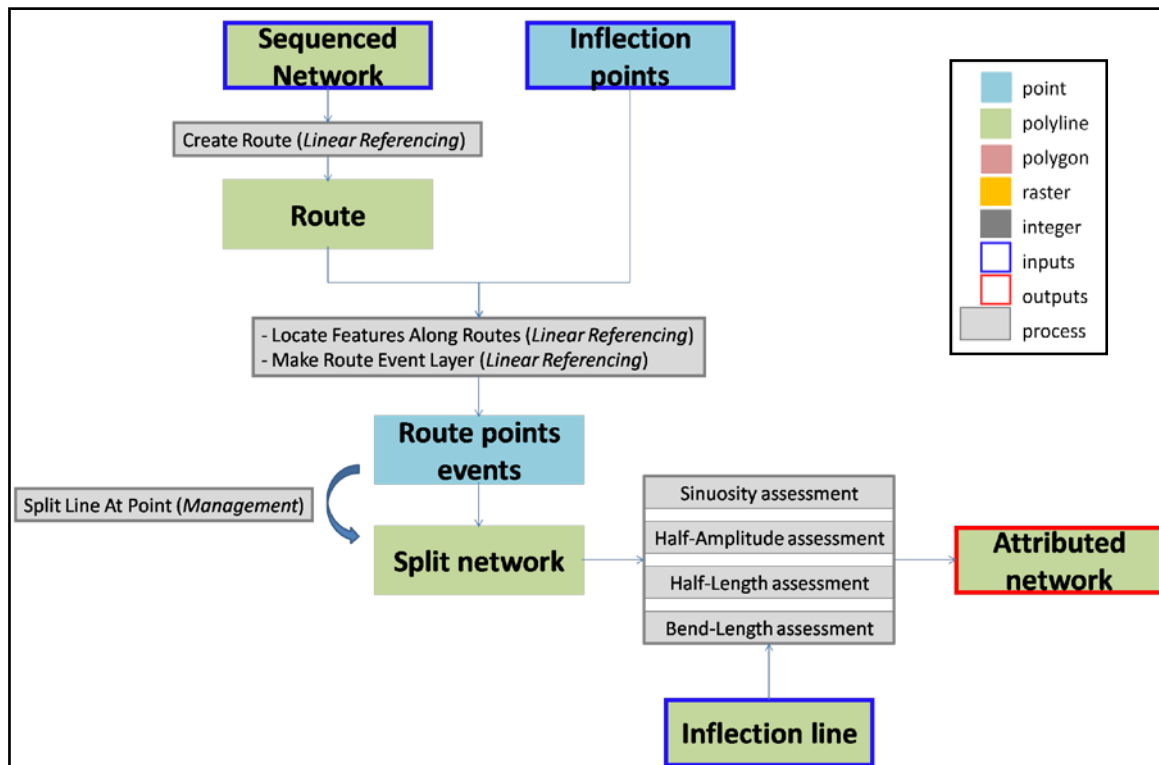 Sequenced
Network
Inflection
points
Create Route (Linear Referencing)
Route
- Locate Features Along Routes (Linear Referencing)
- Make Route Event Layer (Linear Referencing)
Route points
events
Split Line At Point (Management)
Split network
Sinuosity assessment
Half-Amplitude assessment
Half-Length assessment
Bend-Length assessment
Attributed
network
Inflection line
point
polyline
polygon
raster
integer
inputs
outputs
process